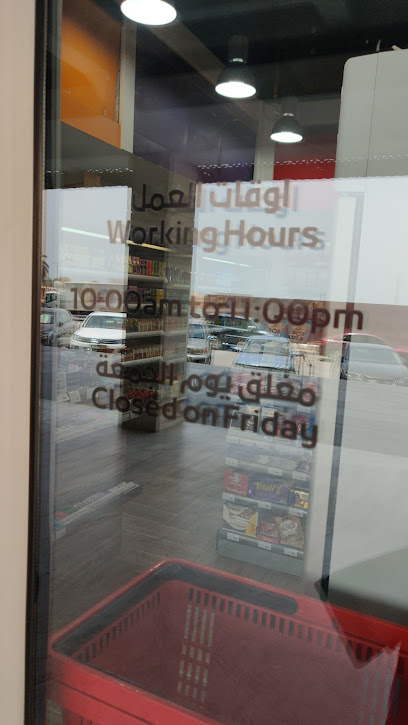 اوقات العمل
Working Hours
10:00am to 11:00pm
مغلق يوم الجمعة
Closed on Friday